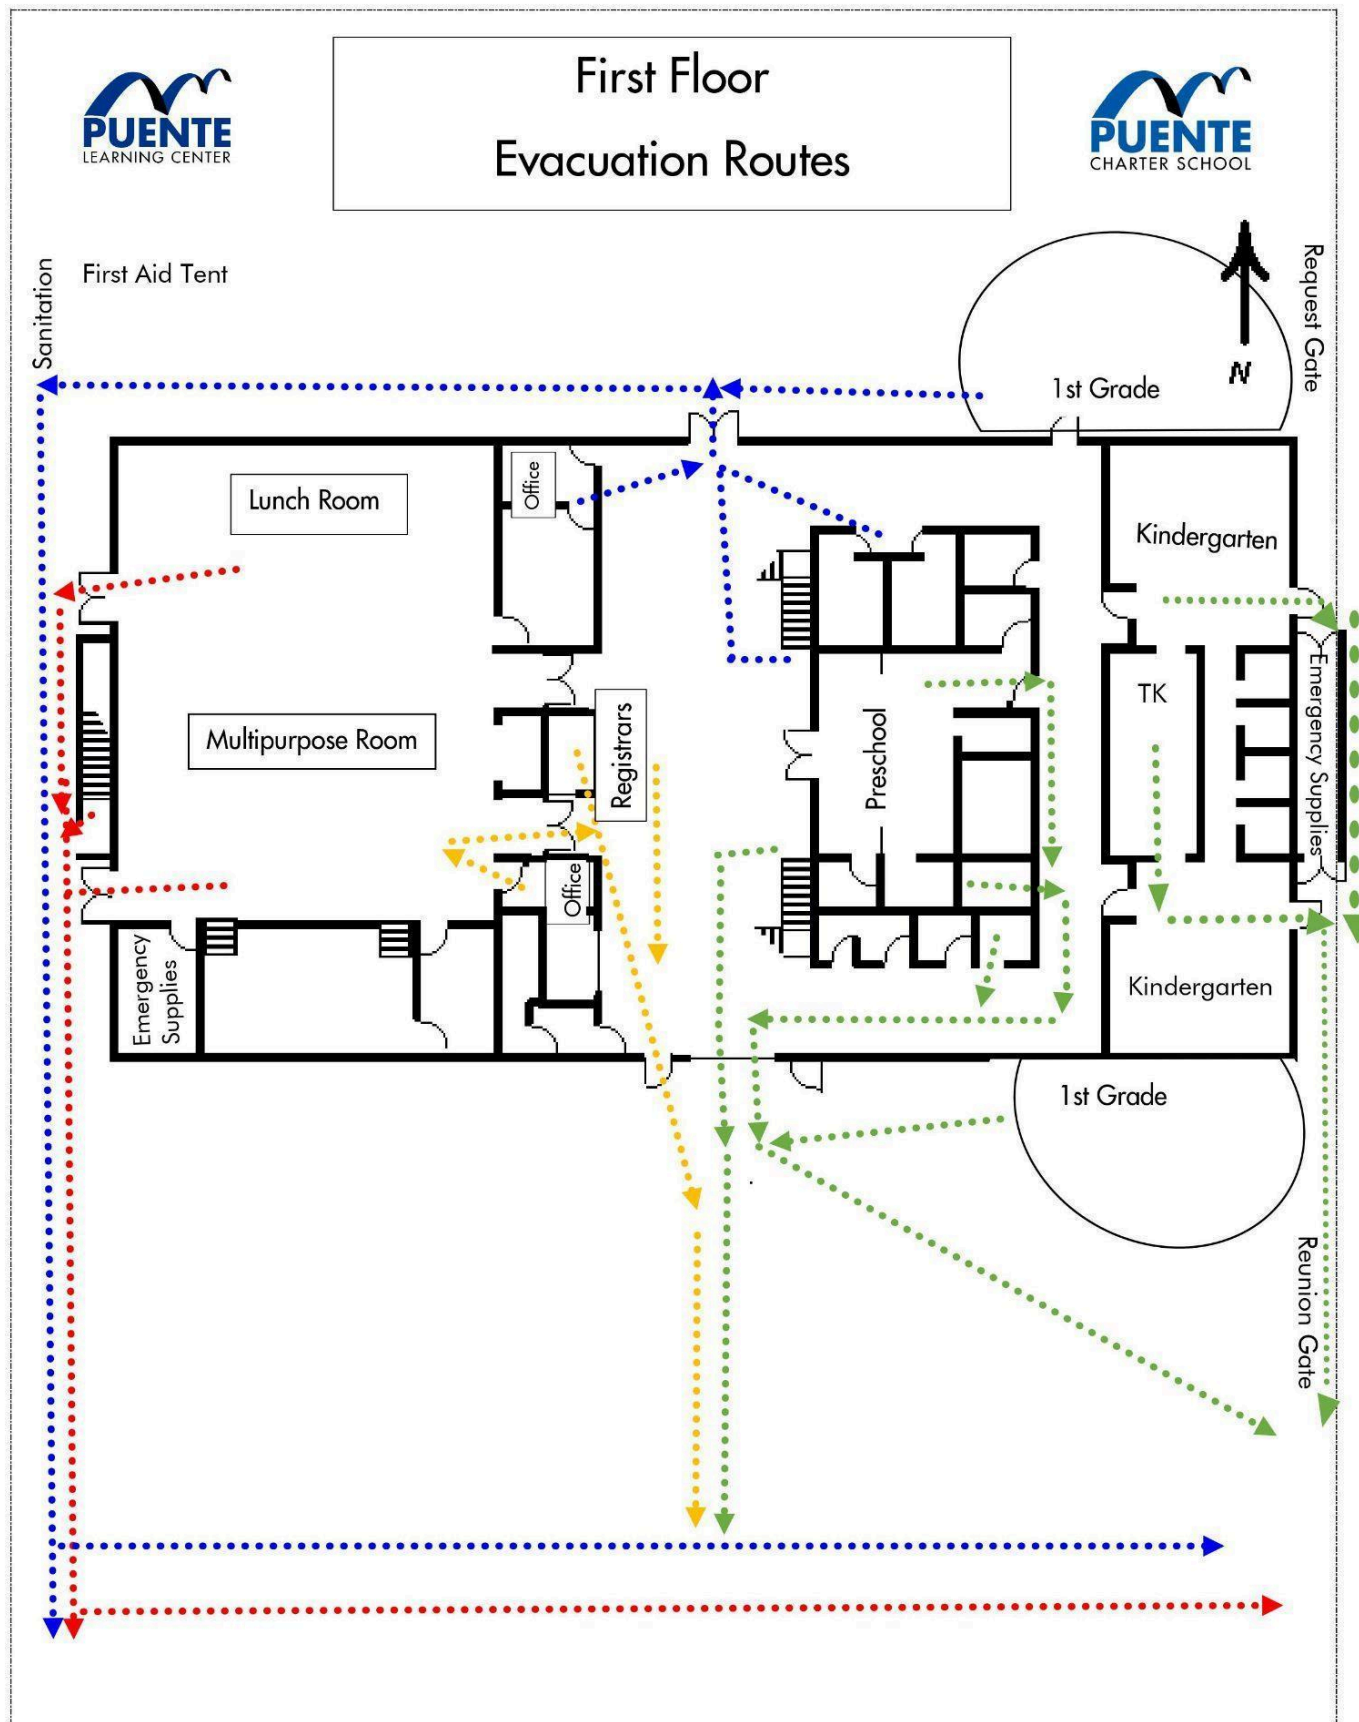 First Floor
Evacuation Routes
PUENTE
LEARNING CENTER
PUENTE
CHARTER SCHOOL
Sanitation
First Aid Tent
Request Gate
N
1st Grade
Lunch Room
Office
Kindergarten
Multipurpose Room
Registrars
Preschool
TK
Emergency Supplies
Office
Emergency
Supplies
Kindergarten
1st Grade
Reunion Gate